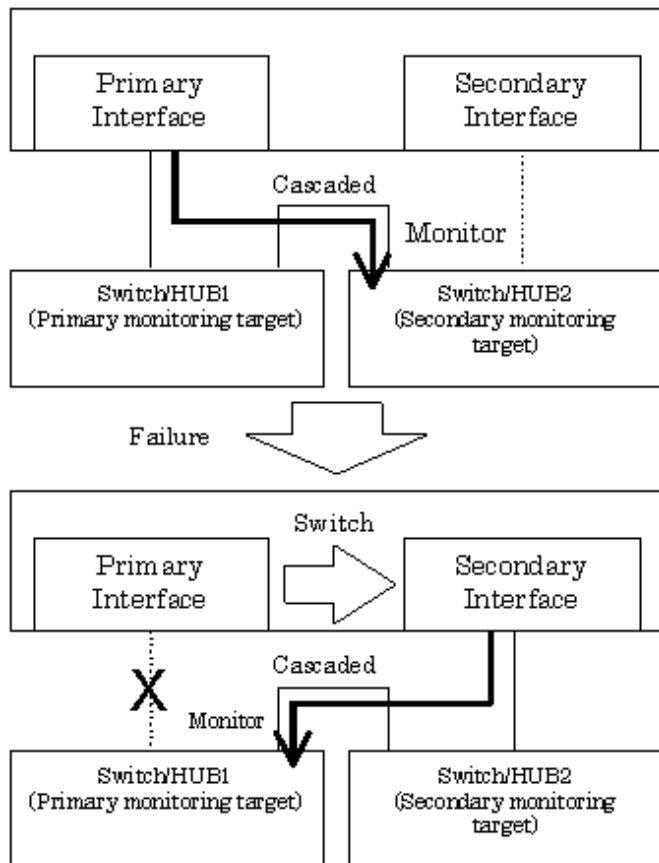 Primary
Interface
Secondary
Interface
Cascaded
Monitor
Switch/HUB1
(Primary monitoring target)
Switch/HUB2
(Secondary monitoring
target)
Failure
Switch
Primary
Interface
Secondary
Interface
Cascaded
X
Monitor
Switch/HUB1
(Primary monitoring target)
Switch/HUB2
(Secondary monitoring
target)